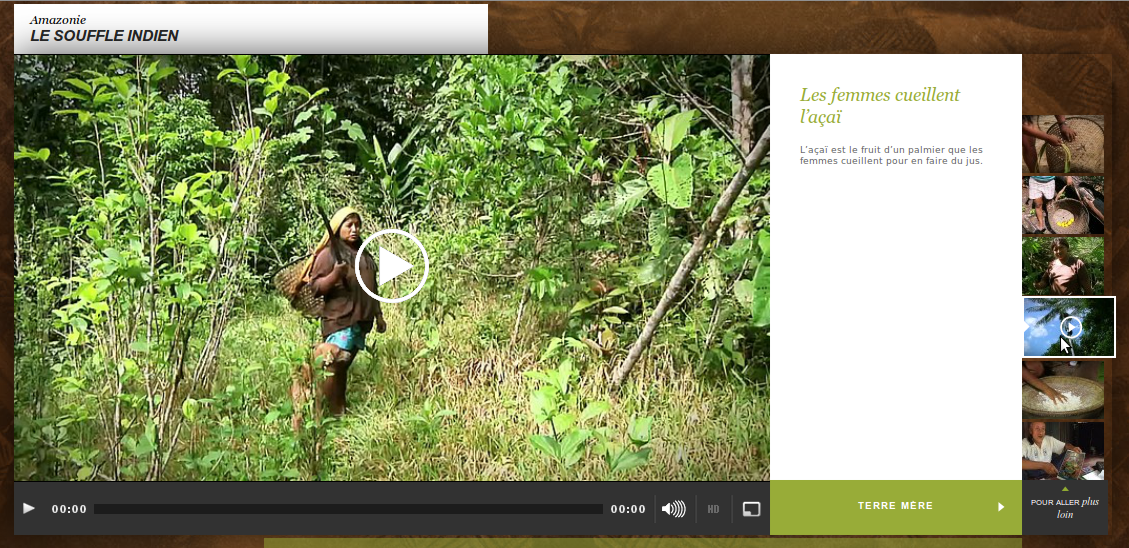 Amazonie
LE SOUFFLE INDIEN
Les femmes cueillent
l'açaï
L'açaï est le fruit d'un palmier que les
femmes cueillent pour en faire du jus.
00:00
00:00
HD
TERRE MÈRE
POUR ALLER plus
loin